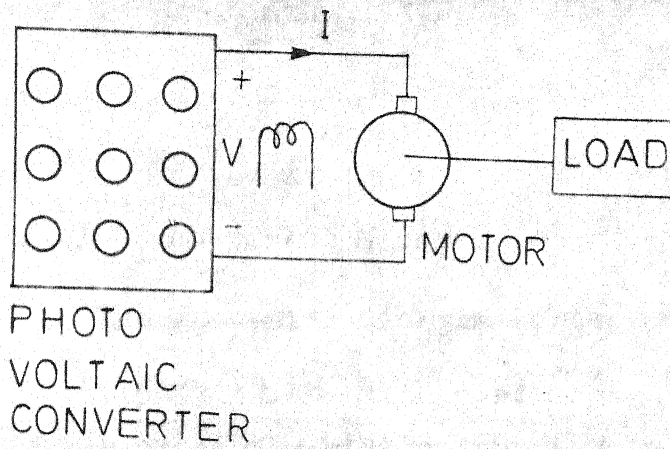 I
+
V
-
LOAD
MOTOR
PHOTO
VOLTAIC
CONVERTER